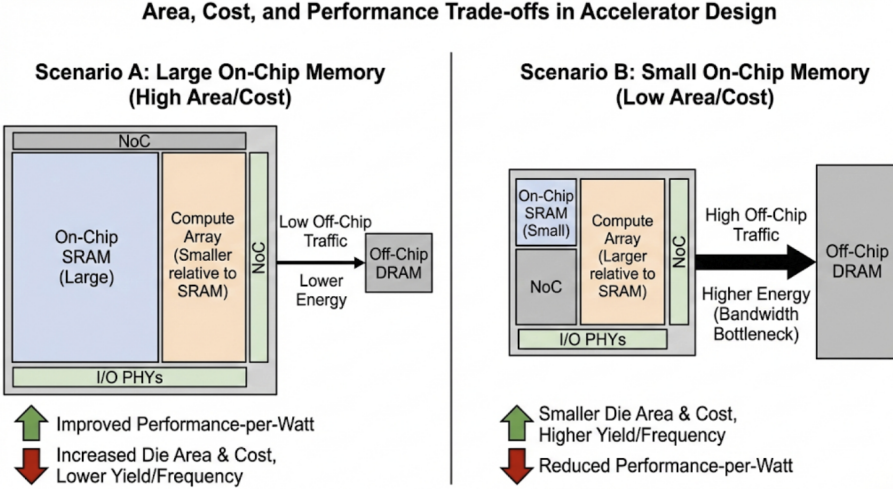 Area, Cost, and Performance Trade-offs in Accelerator Design
Scenario A: Large On-Chip Memory
(High Area/Cost)
NoC
On-Chip
SRAM
(Large)
Compute
Array
(Smaller
relative to
SRAM)
NoC
I/O PHYs
Low Off-Chip
Traffic
Lower
Energy
Off-Chip
DRAM
Improved Performance-per-Watt
Increased Die Area & Cost,
Lower Yield/Frequency
Scenario B: Small On-Chip Memory
(Low Area/Cost)
On-Chip
SRAM
(Small)
NoC
Compute
Array
(Larger
relative to
SRAM)
NoC
I/O PHYs
High Off-Chip
Traffic
Higher Energy
(Bandwidth
Bottleneck)
Off-Chip
DRAM
Smaller Die Area & Cost,
Higher Yield/Frequency
Reduced Performance-per-Watt